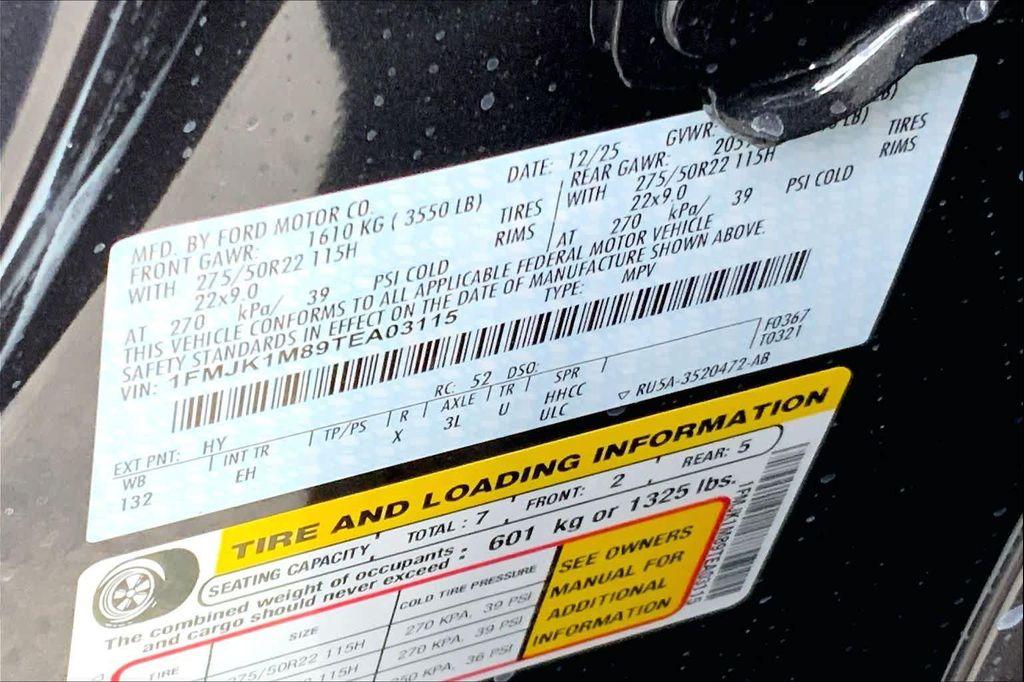 MFD. BY FORD MOTOR CO.
DATE: 12/25
GVWR:
FRONT GAWR: 1610 KG ( 3550 LB)
REAR GAWR:
WITH 275/50R22 115H TIRES
WITH 275/50R22 115H TIRES
22x9.0 RIMS
22x9.0 RIMS
AT 270 kPa/ 39 PSI COLD
AT 270 kPa/ 39 PSI COLD
THIS VEHICLE CONFORMS TO ALL APPLICABLE FEDERAL MOTOR VEHICLE
SAFETY STANDARDS IN EFFECT ON THE DATE OF MANUFACTURE SHOWN ABOVE.
VIN: 1FMJK1M89TEA03115 TYPE: MPV
EXT PNT: HY RC: 52 DSO:
WB INT TR TP/PS R AXLE TR SPR
132 EH X 3L U HHCC
ULC
F0367
T0321
RU5A-3520472-AB
TIRE AND LOADING INFORMATION
SEATING CAPACITY TOTAL: 7 FRONT: 2 REAR: 5
The combined weight of occupants
and cargo should never exceed : 601 kg or 1325 lbs.
TIRE SIZE COLD TIRE PRESSURE
275/50R22 115H 270 KPA, 39 PSI
270 KPA, 39 PSI
36 PSI
SEE OWNERS
MANUAL FOR
ADDITIONAL
INFORMATION